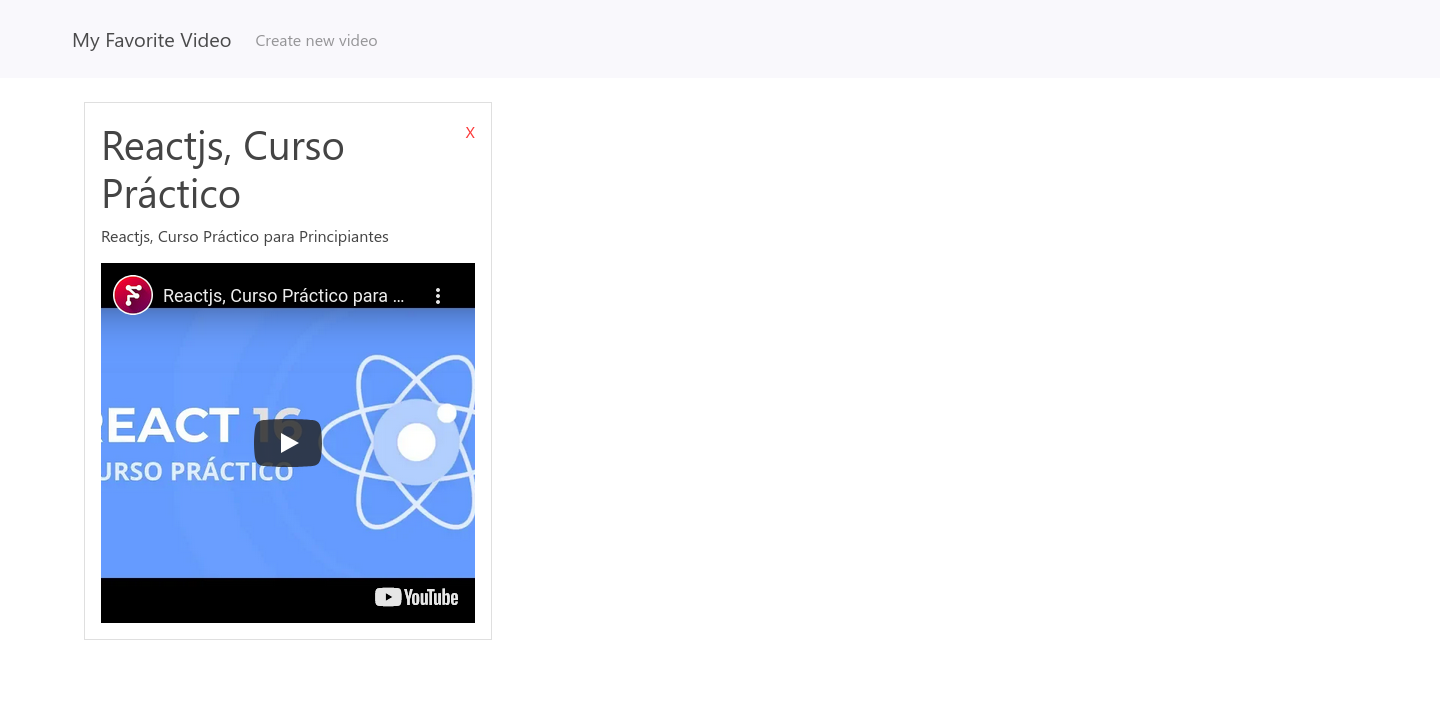 My Favorite Video Create new video
Reactjs, Curso
Práctico
X
Reactjs, Curso Práctico para Principiantes
Reactjs, Curso Práctico para ...
REACT 16
CURSO PRÁCTICO
YouTube